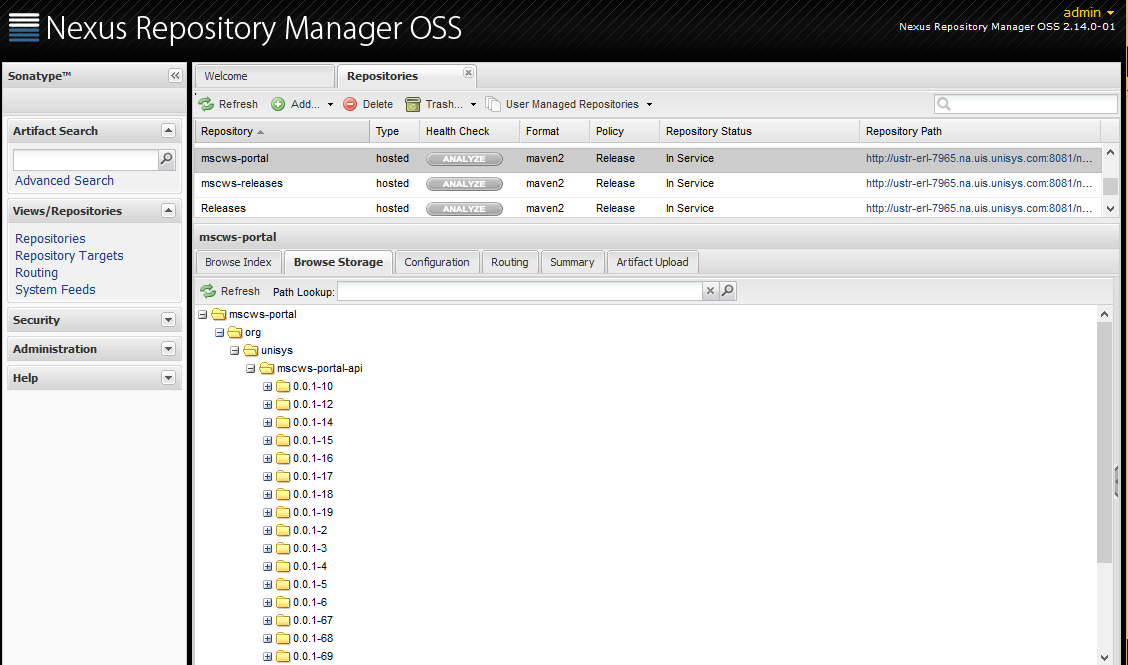 Nexus Repository Manager OSS
admin
Nexus Repository Manager OSS 2.14.0-01
Sonatype™
Welcome
Repositories
Refresh Add... Delete Trash... User Managed Repositories
Artifact Search
Advanced Search
Views/Repositories
Repositories
Repository Targets
Routing
System Feeds
Security
Administration
Help
Repository Type Health Check Format Policy Repository Status Repository Path
mscws-portal hosted ANALYZE maven2 Release In Service http://ustr-erl-7965.na.uis.unisys.com:8081/n...
mscws-releases hosted ANALYZE maven2 Release In Service http://ustr-erl-7965.na.uis.unisys.com:8081/n...
Releases hosted ANALYZE maven2 Release In Service http://ustr-erl-7965.na.uis.unisys.com:8081/n...
mscws-portal
Browse Index Browse Storage Configuration Routing Summary Artifact Upload
Refresh Path Lookup:
mscws-portal
org
unisys
mscws-portal-api
0.0.1-10
0.0.1-12
0.0.1-14
0.0.1-15
0.0.1-16
0.0.1-17
0.0.1-18
0.0.1-19
0.0.1-2
0.0.1-3
0.0.1-4
0.0.1-5
0.0.1-6
0.0.1-67
0.0.1-68
0.0.1-69